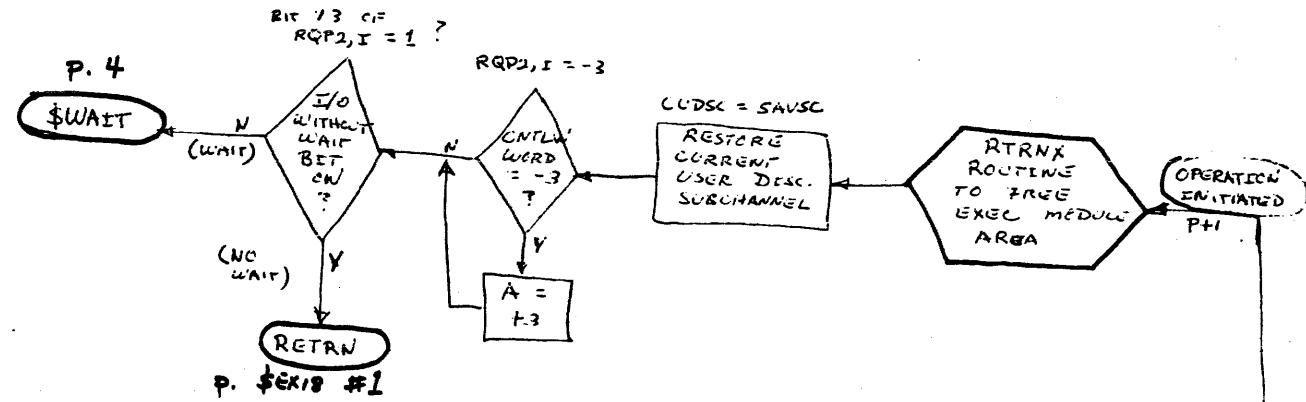 BIT 13 OF
RQP2,I = 1 ?
p. 4
$WAIT
N
(WAIT)
I/O
WITHOUT
WAIT
BIT
ON
?
(NO
WAIT)
Y
RETRN
p. $EX18 #1
RQP2,I = -3
CNTLW
WORD
= -3
?
N
Y
A =
+3
CUDSC = SAVSC
RESTORE
CURRENT
USER DISC.
SUBCHANNEL
RTRNX
ROUTINE
TO FREE
EXEC MODULE
AREA
OPERATION
INITIATED
P+1